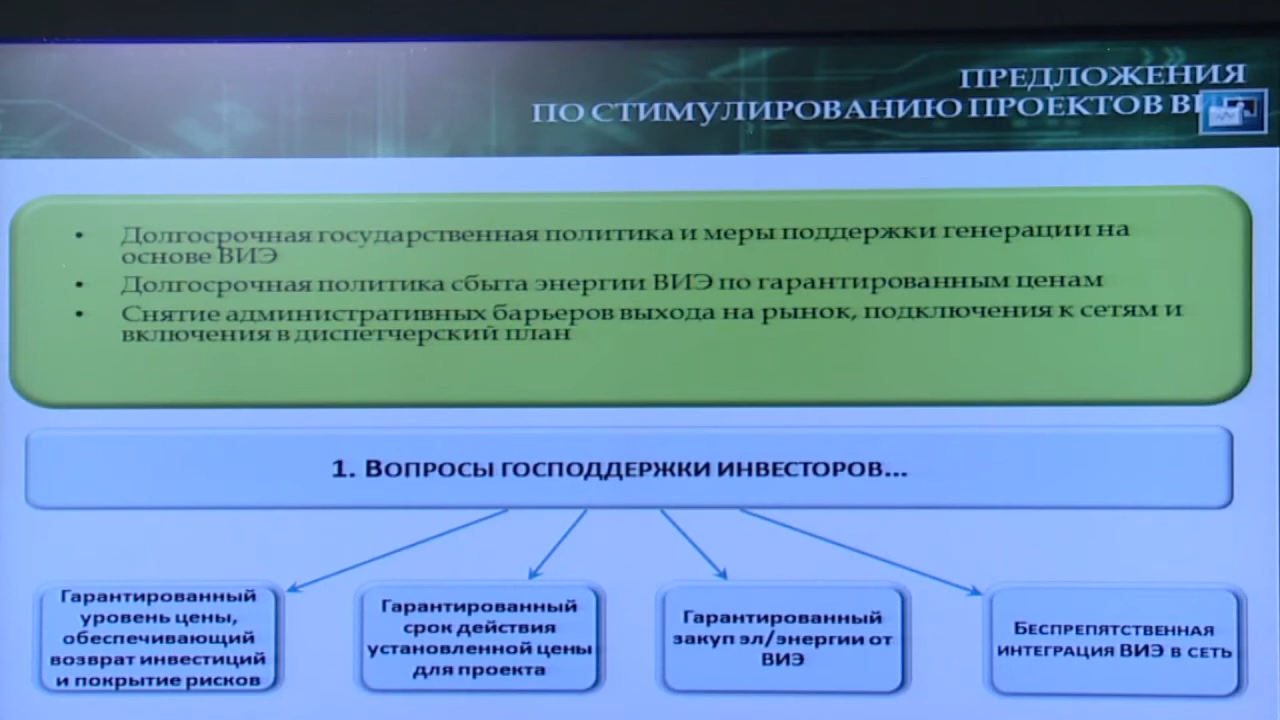 ПРЕДЛОЖЕНИЯ
ПО СТИМУЛИРОВАНИЮ ПРОЕКТОВ
• Долгосрочная государственная политика и меры поддержки генерации на
основе ВИЭ
• Долгосрочная политика сбыта энергии ВИЭ по гарантированным ценам
• Снятие административных барьеров выхода на рынок, подключения к сетям и
включения в диспетчерский план
1. ВОПРОСЫ ГОСПОДДЕРЖКИ ИНВЕСТОРОВ...
Гарантированный
уровень цены,
обеспечивающий
возврат инвестиций
и покрытие рисков
Гарантированный
срок действия
установленной цены
для проекта
Гарантированный
закуп эл/энергии от
ВИЭ
БЕСПРЕПЯТСТВЕННАЯ
ИНТЕГРАЦИЯ ВИЭ В СЕТЬ